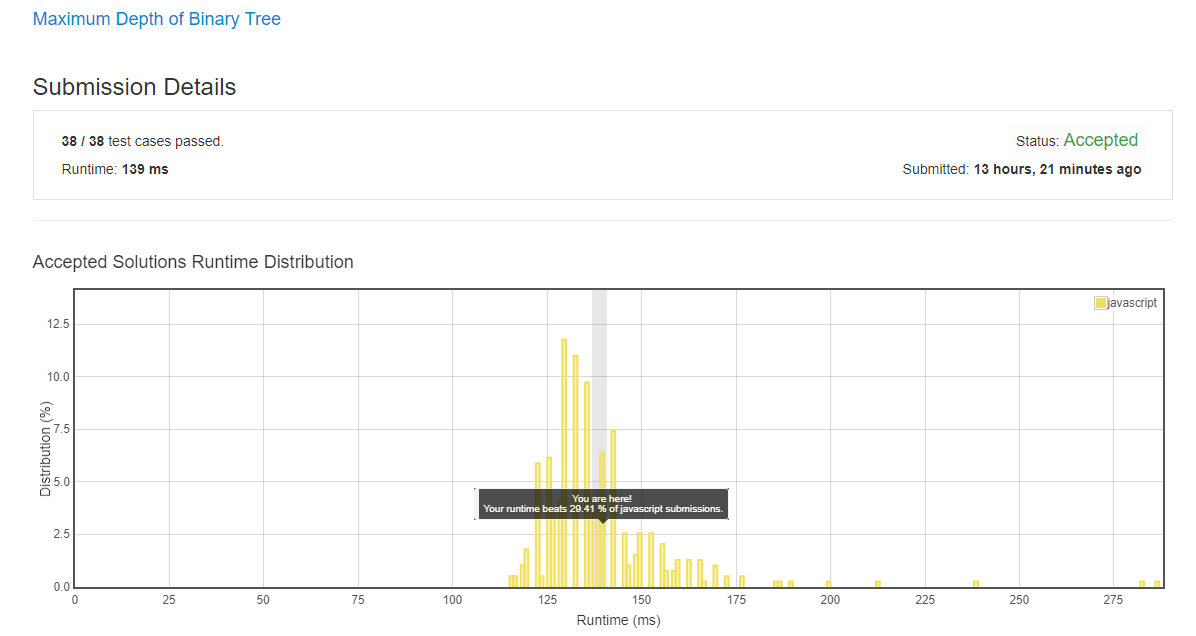 Maximum Depth of Binary Tree
Submission Details
38 / 38 test cases passed.
Status: Accepted
Runtime: 139 ms
Submitted: 13 hours, 21 minutes ago
Accepted Solutions Runtime Distribution
javascript
12.5
10.0
7.5
5.0
2.5
0.0
Distribution (%)
You are here!
Your runtime beats 29.41 % of javascript submissions.
0 25 50 75 100 125 150 175 200 225 250 275
Runtime (ms)